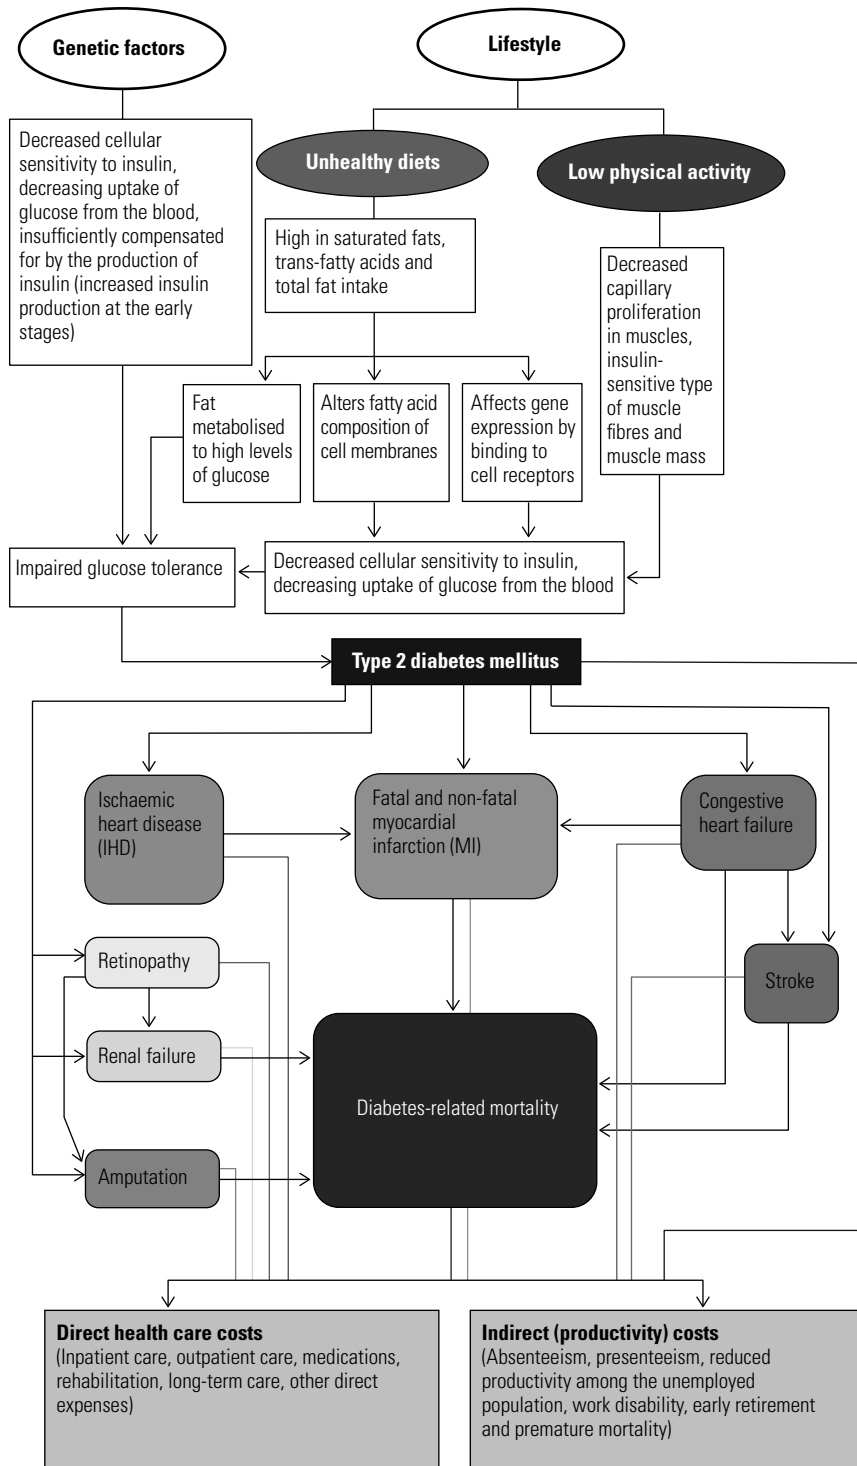 Genetic factors
Lifestyle
Decreased cellular
sensitivity to insulin,
decreasing uptake of
glucose from the blood,
insufficiently compensated
for by the production of
insulin (increased insulin
production at the early
stages)
Unhealthy diets
Low physical activity
High in saturated fats,
trans-fatty acids and
total fat intake
Decreased
capillary
proliferation
in muscles,
insulin-
sensitive type
of muscle
fibres and
muscle mass
Fat
metabolised
to high levels
of glucose
Alters fatty acid
composition of
cell membranes
Affects gene
expression by
binding to
cell receptors
Impaired glucose tolerance
Decreased cellular sensitivity to insulin,
decreasing uptake of glucose from the blood
Type 2 diabetes mellitus
Ischaemic
heart disease
(IHD)
Fatal and non-fatal
myocardial
infarction (MI)
Congestive
heart failure
Retinopathy
Stroke
Renal failure
Diabetes-related mortality
Amputation
Direct health care costs
(Inpatient care, outpatient care, medications,
rehabilitation, long-term care, other direct
expenses)
Indirect (productivity) costs
(Absenteeism, presenteeism, reduced
productivity among the unemployed
population, work disability, early retirement
and premature mortality)